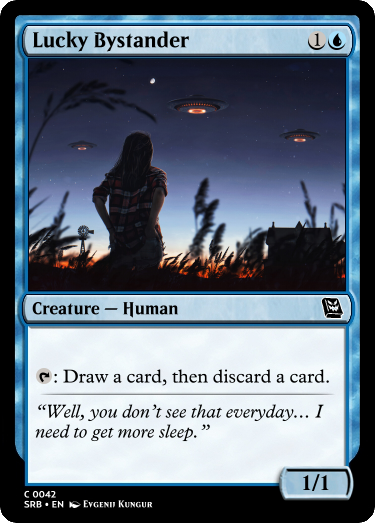 Lucky Bystander 1
Creature — Human
: Draw a card, then discard a card.
“Well, you don’t see that everyday… I
need to get more sleep.”
1/1
C 0042
SRB • EN Evgenij Kungur